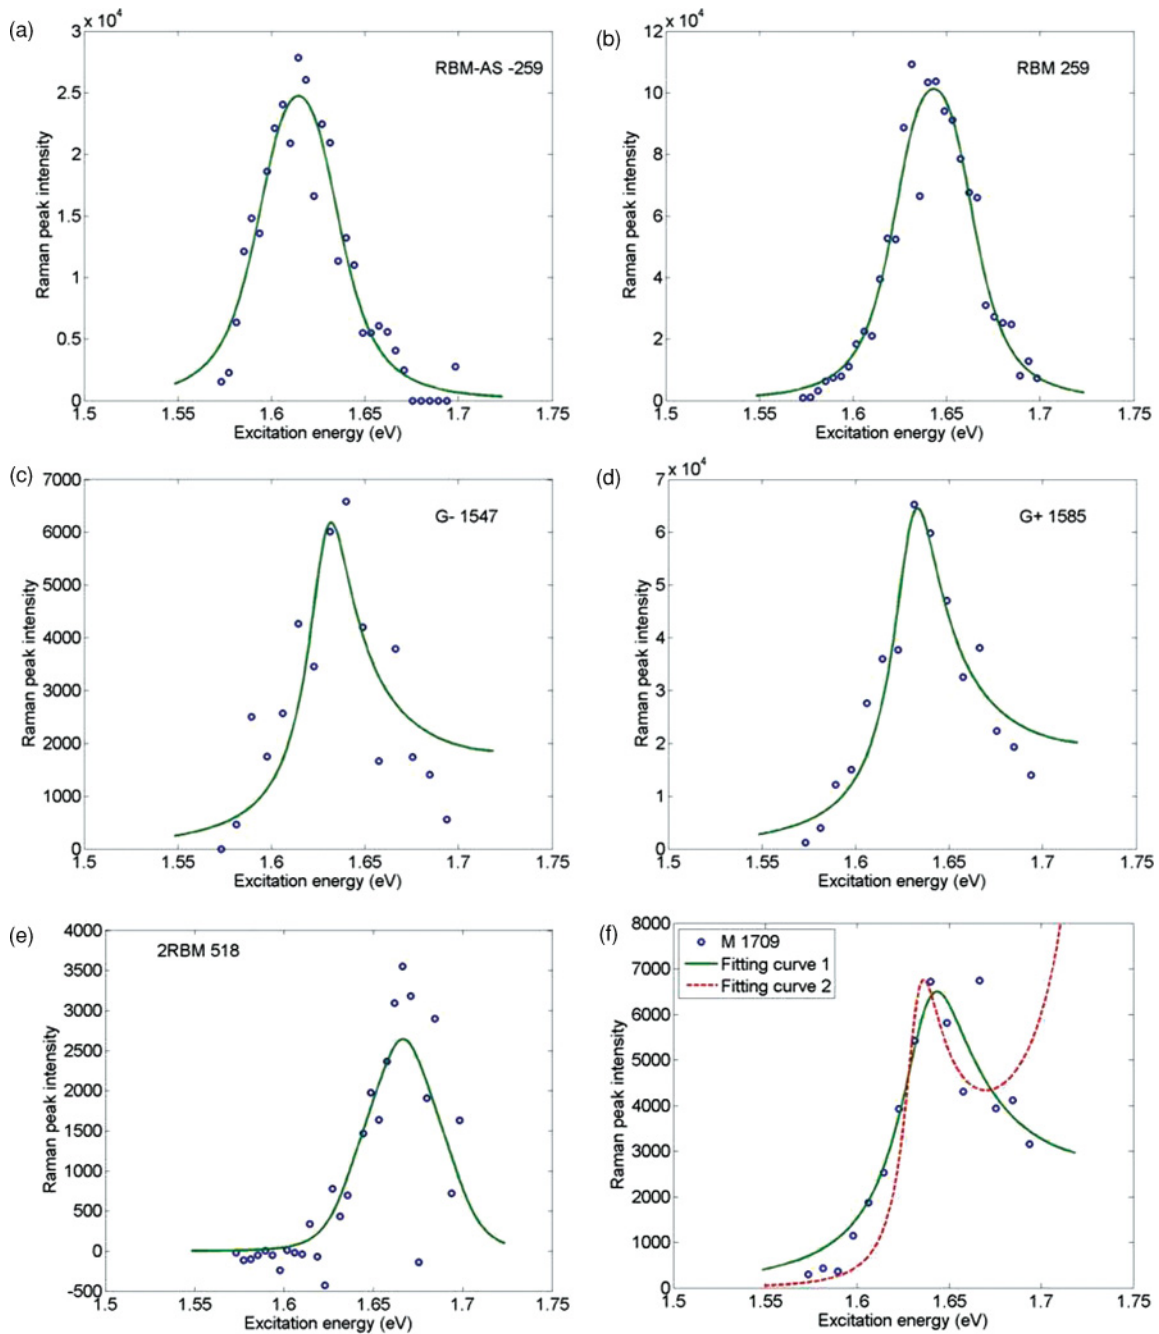 (a)
x 10⁴
3
2.5
2
1.5
1
0.5
0
RBM-AS -259
Raman peak intensity
1.5 1.55 1.6 1.65 1.7 1.75
Excitation energy (eV)
(b)
x 10⁴
12
10
8
6
4
2
0
RBM 259
Raman peak intensity
1.5 1.55 1.6 1.65 1.7 1.75
Excitation energy (eV)
(c)
7000
6000
5000
4000
3000
2000
1000
0
G- 1547
Raman peak intensity
1.5 1.55 1.6 1.65 1.7 1.75
Excitation energy (eV)
(d)
x 10⁴
7
6
5
4
3
2
1
0
G+ 1585
Raman peak intensity
1.5 1.55 1.6 1.65 1.7 1.75
Excitation energy (eV)
(e)
4000
3500
3000
2500
2000
1500
1000
500
0
-500
2RBM 518
Raman peak intensity
1.5 1.55 1.6 1.65 1.7 1.75
Excitation energy (eV)
(f)
8000
7000
6000
5000
4000
3000
2000
1000
0
M 1709
Fitting curve 1
Fitting curve 2
Raman peak intensity
1.5 1.55 1.6 1.65 1.7 1.75
Excitation energy (eV)